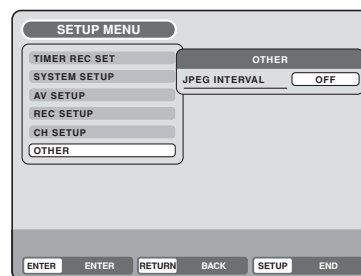 SETUP MENU
TIMER REC SET
SYSTEM SETUP
AV SETUP
REC SETUP
CH SETUP
OTHER
OTHER
JPEG INTERVAL OFF
ENTER ENTER RETURN BACK SETUP END